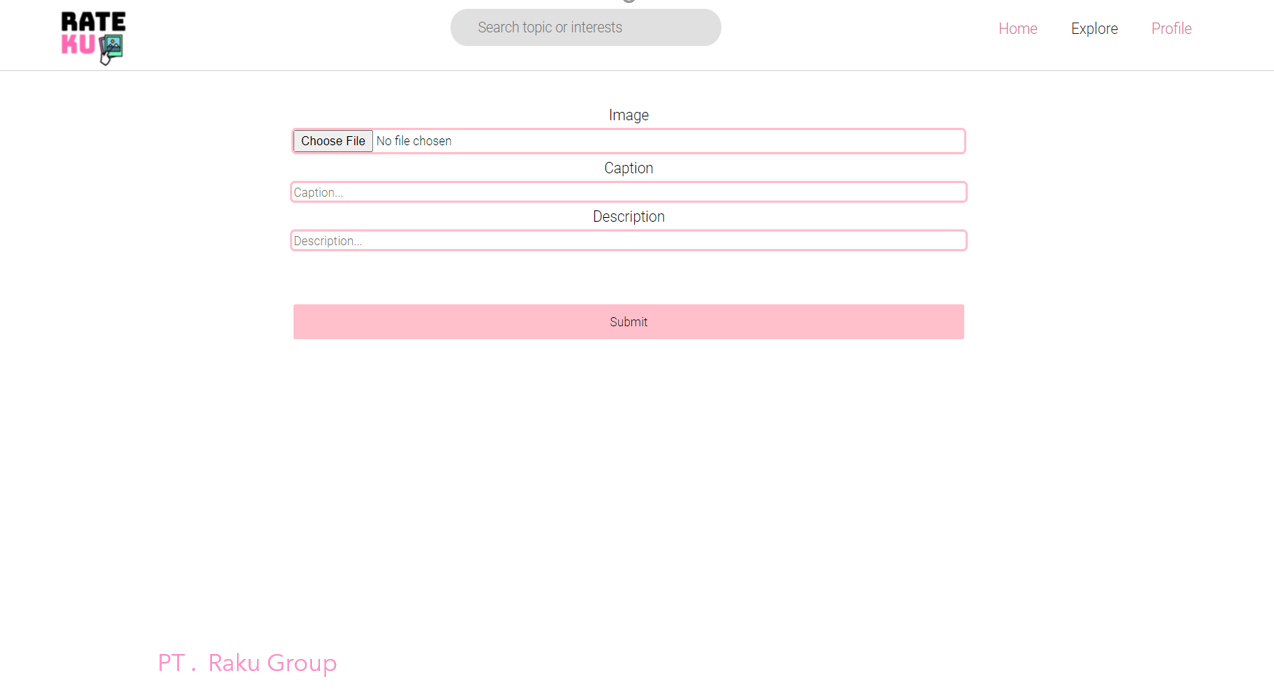 RATE
KU
Search topic or interests
Home
Explore
Profile
Image
Choose File No file chosen
Caption
Caption...
Description
Description...
Submit
PT . Raku Group